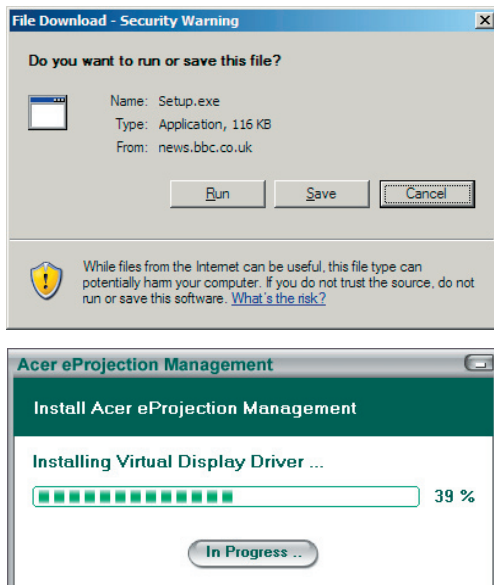 File Download - Security Warning
Do you want to run or save this file?
Name: Setup.exe
Type: Application, 116 KB
From: news.bbc.co.uk
Run Save Cancel
While files from the Internet can be useful, this file type can
potentially harm your computer. If you do not trust the source, do not
run or save this software. What's the risk?
Acer eProjection Management
Install Acer eProjection Management
Installing Virtual Display Driver ...
39 %
In Progress ..